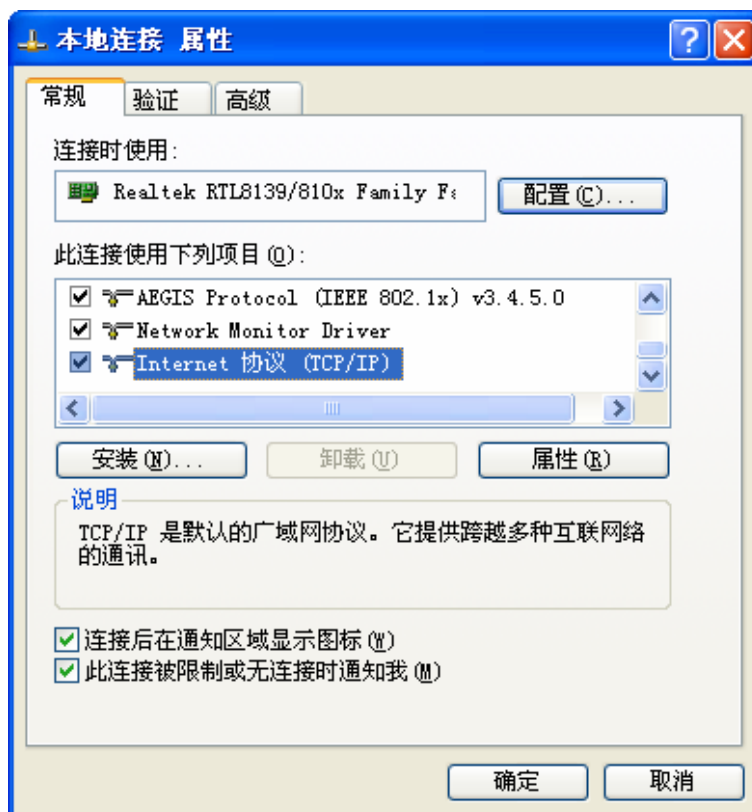 本地连接 属性
常规 验证 高级
连接时使用:
Realtek RTL8139/810x Family Fa
配置(C)...
此连接使用下列项目(O):
AEGIS Protocol (IEEE 802.1x) v3.4.5.0
Network Monitor Driver
Internet 协议 (TCP/IP)
安装(N)... 卸载(U) 属性(R)
说明
TCP/IP 是默认的广域网协议。它提供跨越多种互联网络
的通讯。
连接后在通知区域显示图标(W)
此连接被限制或无连接时通知我(M)
确定 取消